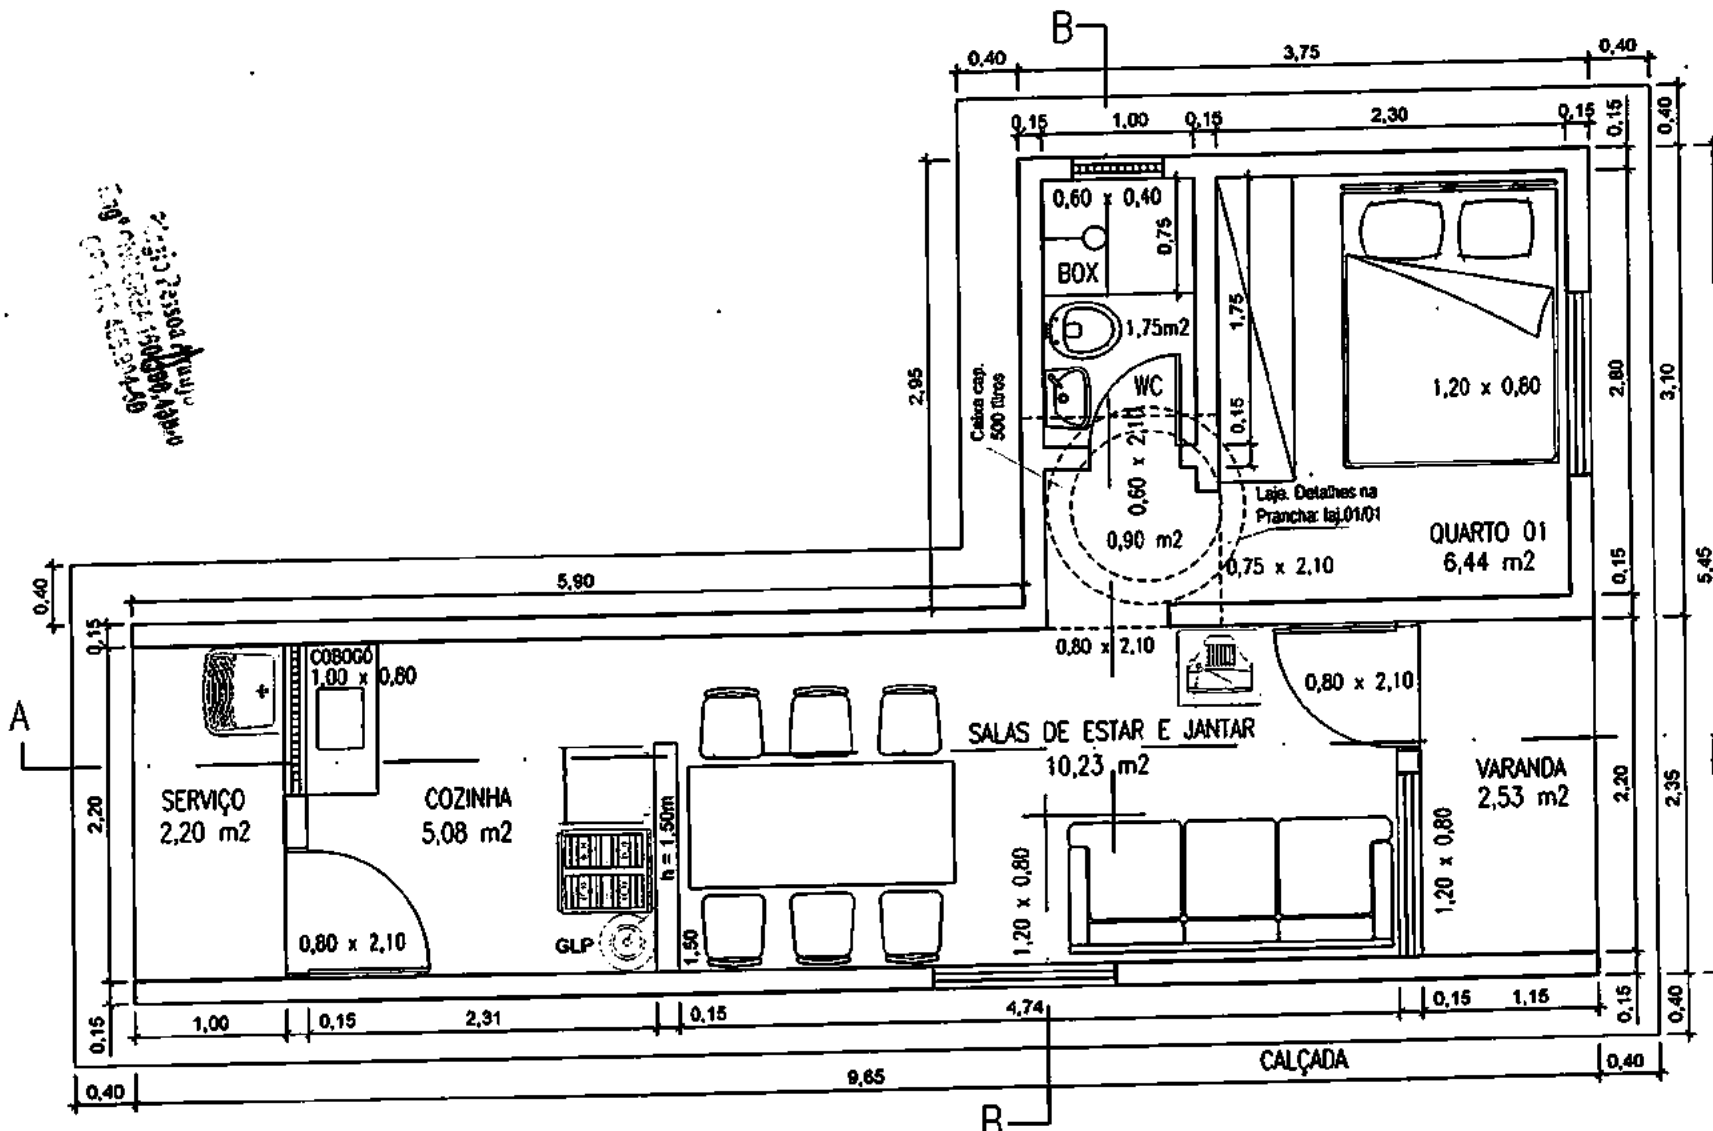 B
0,40
3,75
0,40
0,15
1,00
0,15
2,30
0,15
0,15
0,40
0,60 x 0,40
0,75
BOX
1,75m2
1,75
2,95
Caixa cap.
500 litros
WC
0,15
1,20 x 0,80
2,80
3,10
0,60 x 2,10
Laje. Detalhes na
Prancha: laj.01/01
0,90 m2
QUARTO 01
6,44 m2
0,75 x 2,10
0,15
5,45
0,40
5,90
0,15
COBOGÓ
1,00 x 0,80
0,80 x 2,10
0,80 x 2,10
A
SALAS DE ESTAR E JANTAR
10,23 m2
VARANDA
2,53 m2
SERVIÇO
2,20 m2
COZINHA
5,08 m2
2,20
h = 1,50m
2,20
2,35
1,20 x 0,80
1,20 x 0,80
0,80 x 2,10
GLP
1,50
0,15
1,00
0,15
2,31
0,15
4,74
0,15
1,15
0,15
0,40
CALÇADA
0,40
9,65
0,40
B